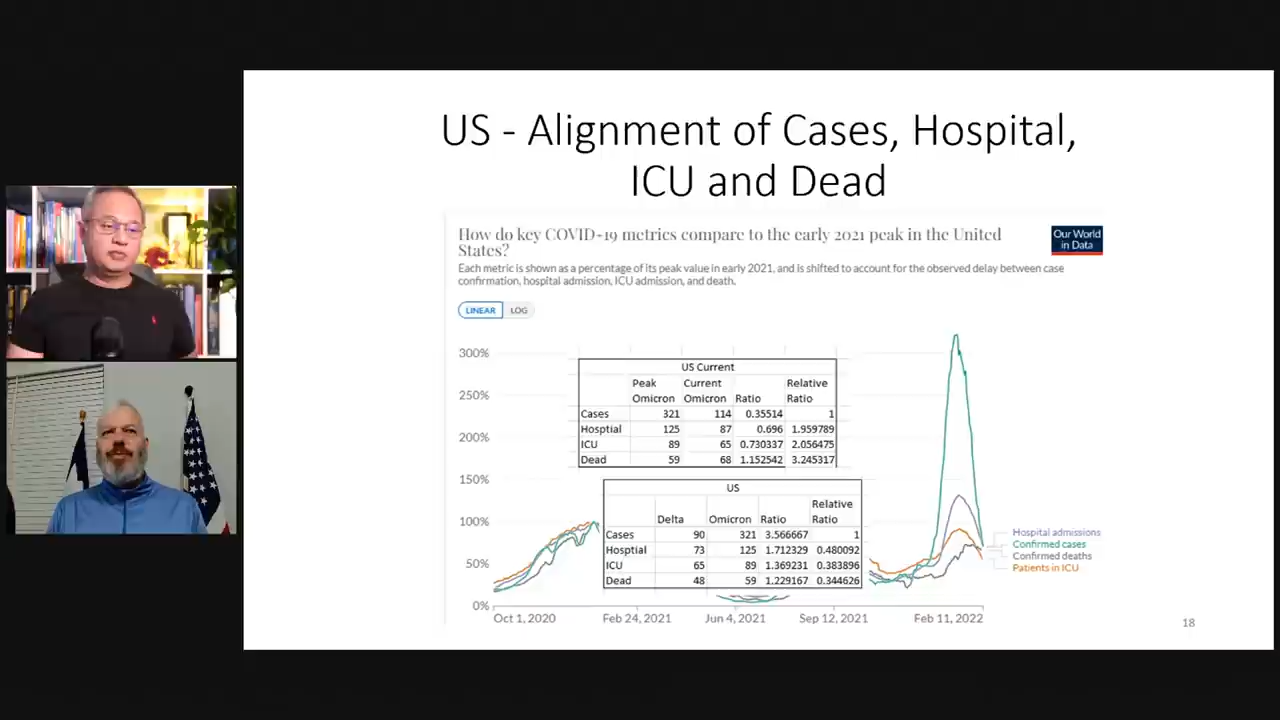 US - Alignment of Cases, Hospital,
ICU and Dead
How do key COVID-19 metrics compare to the early 2021 peak in the United
States?
Our World
in Data
Each metric is shown as a percentage of its peak value in early 2021, and is shifted to account for the observed delay between case
confirmation, hospital admission, ICU admission, and death.
LINEAR LOG
300%
250%
200%
150%
100%
50%
0%
US Current
Peak Current Relative
Omicron Omicron Ratio Ratio
Cases 321 114 0.35514 1
Hosptial 125 87 0.696 1.959789
ICU 89 65 0.730337 2.056475
Dead 59 68 1.152542 3.245317
US
Relative
Delta Omicron Ratio Ratio
Cases 90 321 3.566667 1
Hosptial 73 125 1.712329 0.480092
ICU 65 89 1.369231 0.383896
Dead 48 59 1.229167 0.344626
Hospital admissions
Confirmed cases
Confirmed deaths
Patients in ICU
Oct 1, 2020 Feb 24, 2021 Jun 4, 2021 Sep 12, 2021 Feb 11, 2022
18